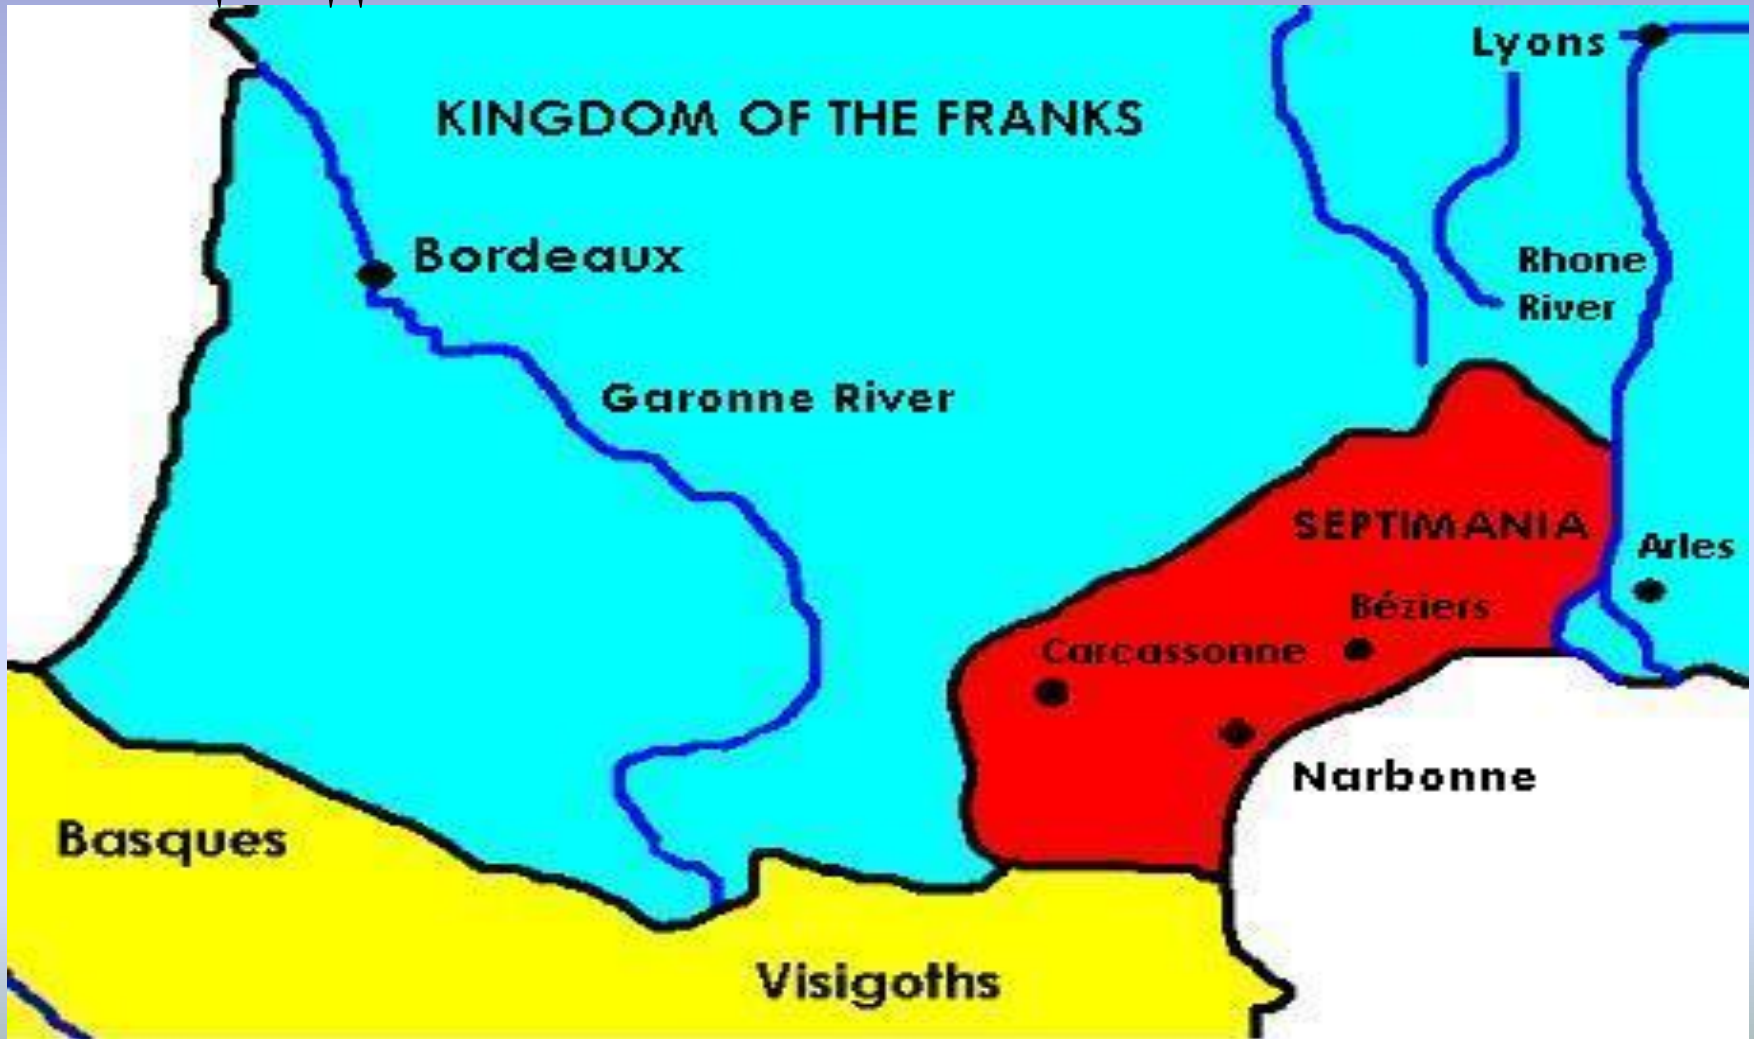 Lyons
KINGDOM OF THE FRANKS
Bordeaux
Rhone
River
Garonne River
SEPTIMANIA
Arles
Béziers
Carcassonne
Narbonne
Basques
Visigoths